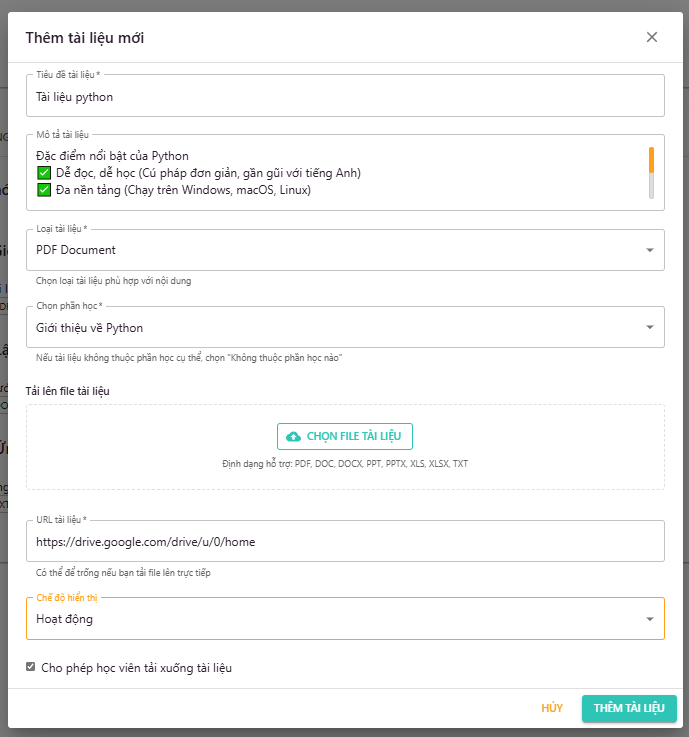 Thêm tài liệu mới
Tiêu đề tài liệu *
Tài liệu python
Mô tả tài liệu
Đặc điểm nổi bật của Python
✅ Dễ đọc, dễ học (Cú pháp đơn giản, gần gũi với tiếng Anh)
✅ Đa nền tảng (Chạy trên Windows, macOS, Linux)
Loại tài liệu *
PDF Document
Chọn loại tài liệu phù hợp với nội dung
Chọn phần học *
Giới thiệu về Python
Nếu tài liệu không thuộc phần học cụ thể, chọn "Không thuộc phần học nào"
Tải lên file tài liệu
CHỌN FILE TÀI LIỆU
Định dạng hỗ trợ: PDF, DOC, DOCX, PPT, PPTX, XLS, XLSX, TXT
URL tài liệu *
https://drive.google.com/drive/u/0/home
Có thể để trống nếu bạn tải file lên trực tiếp
Chế độ hiển thị
Hoạt động
Cho phép học viên tải xuống tài liệu
HỦY
THÊM TÀI LIỆU